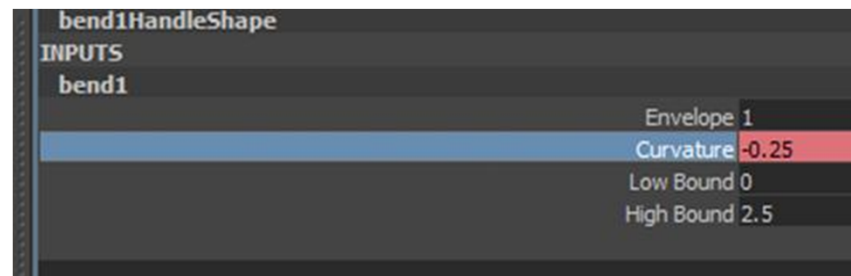 bend1HandleShape
INPUTS
bend1
Envelope 1
Curvature -0.25
Low Bound 0
High Bound 2.5